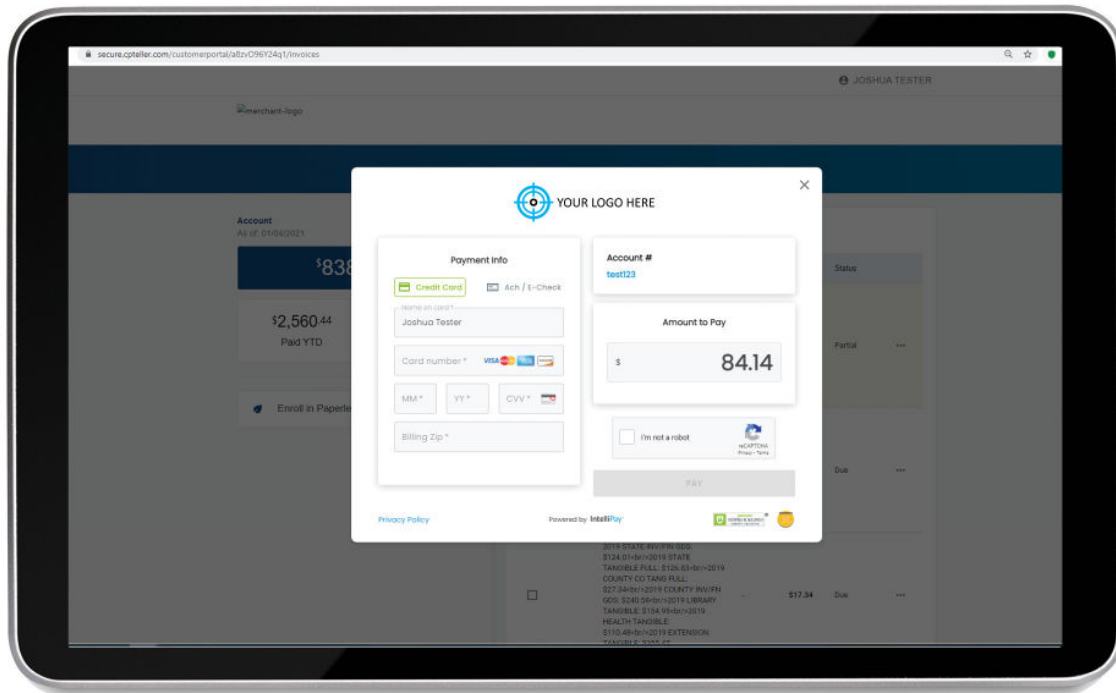 secure.cpteller.com/customerportal/a8zvO96Y24q1/invoices
JOSHUA TESTER
merchant-logo
YOUR LOGO HERE
Account
As of: 01/06/2021
$838
$2,560.44
Paid YTD
Enroll in Paperle
Payment Info
Credit Card
Ach / E-Check
Name on card *
Joshua Tester
Card number *
VISA
MM *
YY *
CVV *
Billing Zip *
Account #
test123
Amount to Pay
$ 84.14
I'm not a robot
reCAPTCHA
Privacy - Terms
PAY
Privacy Policy
Powered by IntelliPay
Status
Partial
Due
2019 STATE INV/FIN GDS:
$124.01<br/>2019 STATE
TANGIBLE FULL: $126.83<br/>2019
COUNTY CO TANG FULL:
$27.34<br/>2019 COUNTY INV/FN
GDS: $240.56<br/>2019 LIBRARY
TANGIBLE: $154.95<br/>2019
HEALTH TANGIBLE:
$110.48<br/>2019 EXTENSION
- $17.34 Due